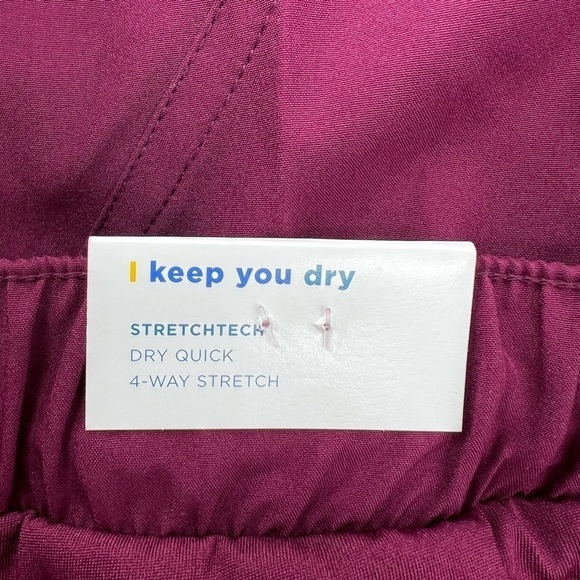 I keep you dry
STRETCHTECH
DRY QUICK
4-WAY STRETCH